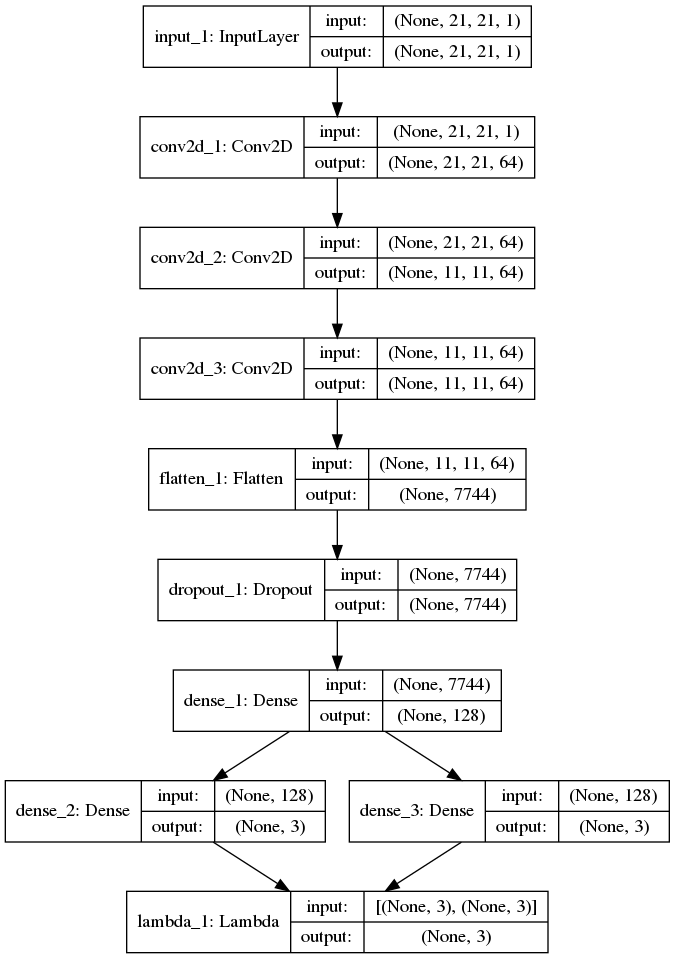 input_1: InputLayer
input: (None, 21, 21, 1)
output: (None, 21, 21, 1)
conv2d_1: Conv2D
input: (None, 21, 21, 1)
output: (None, 21, 21, 64)
conv2d_2: Conv2D
input: (None, 21, 21, 64)
output: (None, 11, 11, 64)
conv2d_3: Conv2D
input: (None, 11, 11, 64)
output: (None, 11, 11, 64)
flatten_1: Flatten
input: (None, 11, 11, 64)
output: (None, 7744)
dropout_1: Dropout
input: (None, 7744)
output: (None, 7744)
dense_1: Dense
input: (None, 7744)
output: (None, 128)
dense_2: Dense
input: (None, 128)
output: (None, 3)
dense_3: Dense
input: (None, 128)
output: (None, 3)
lambda_1: Lambda
input: [(None, 3), (None, 3)]
output: (None, 3)